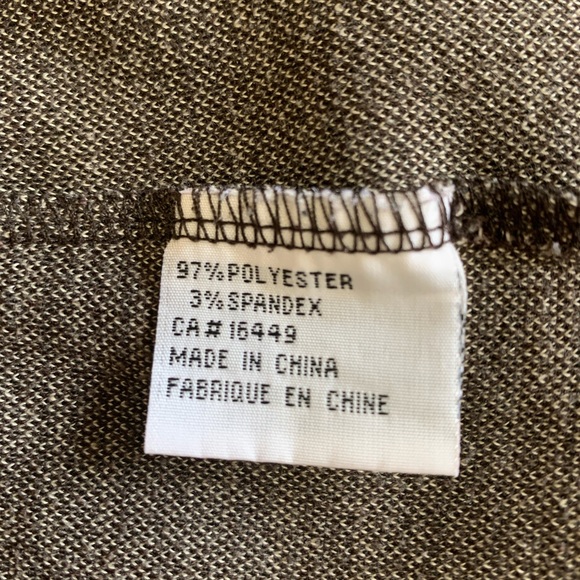 97%POLYESTER
3%SPANDEX
CA# 16449
MADE IN CHINA
FABRIQUE EN CHINE